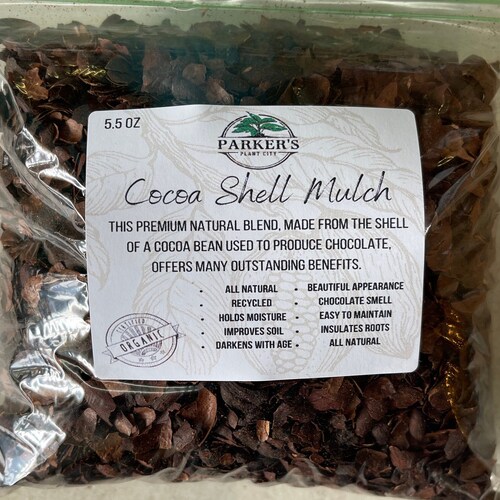 5.5 OZ
PARKER'S
PLANT CITY
Cocoa Shell Mulch
THIS PREMIUM NATURAL BLEND, MADE FROM THE SHELL
OF A COCOA BEAN USED TO PRODUCE CHOCOLATE,
OFFERS MANY OUTSTANDING BENEFITS.
• ALL NATURAL
• RECYCLED
• HOLDS MOISTURE
• IMPROVES SOIL
• DARKENS WITH AGE
• BEAUTIFUL APPEARANCE
• CHOCOLATE SMELL
• EASY TO MAINTAIN
• INSULATES ROOTS
• ALL NATURAL
CERTIFIED
ORGANIC